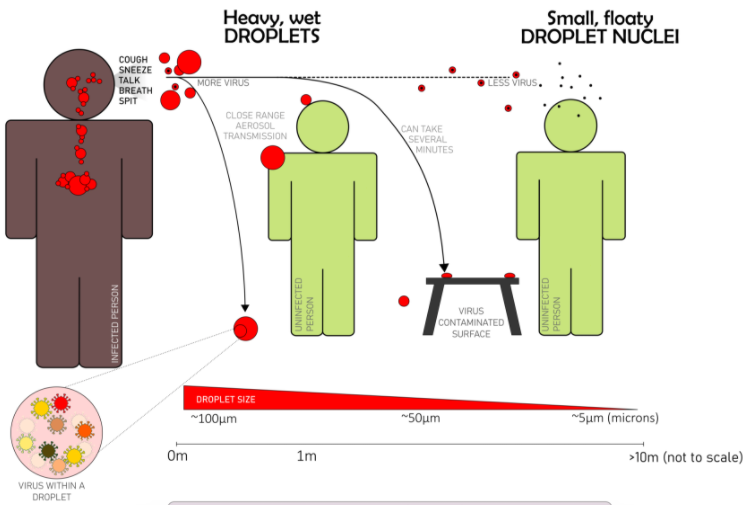 Heavy, wet
DROPLETS
Small, floaty
DROPLET NUCLEI
COUGH
SNEEZE
TALK
BREATH
SPIT
MORE VIRUS
LESS VIRUS
CLOSE RANGE
AEROSOL
TRANSMISSION
CAN TAKE
SEVERAL
MINUTES
INFECTED PERSON
UNINFECTED
PERSON
VIRUS
CONTAMINATED
SURFACE
UNINFECTED
PERSON
DROPLET SIZE
~100µm
~50µm
~5µm (microns)
0m
1m
>10m (not to scale)
VIRUS WITHIN A
DROPLET